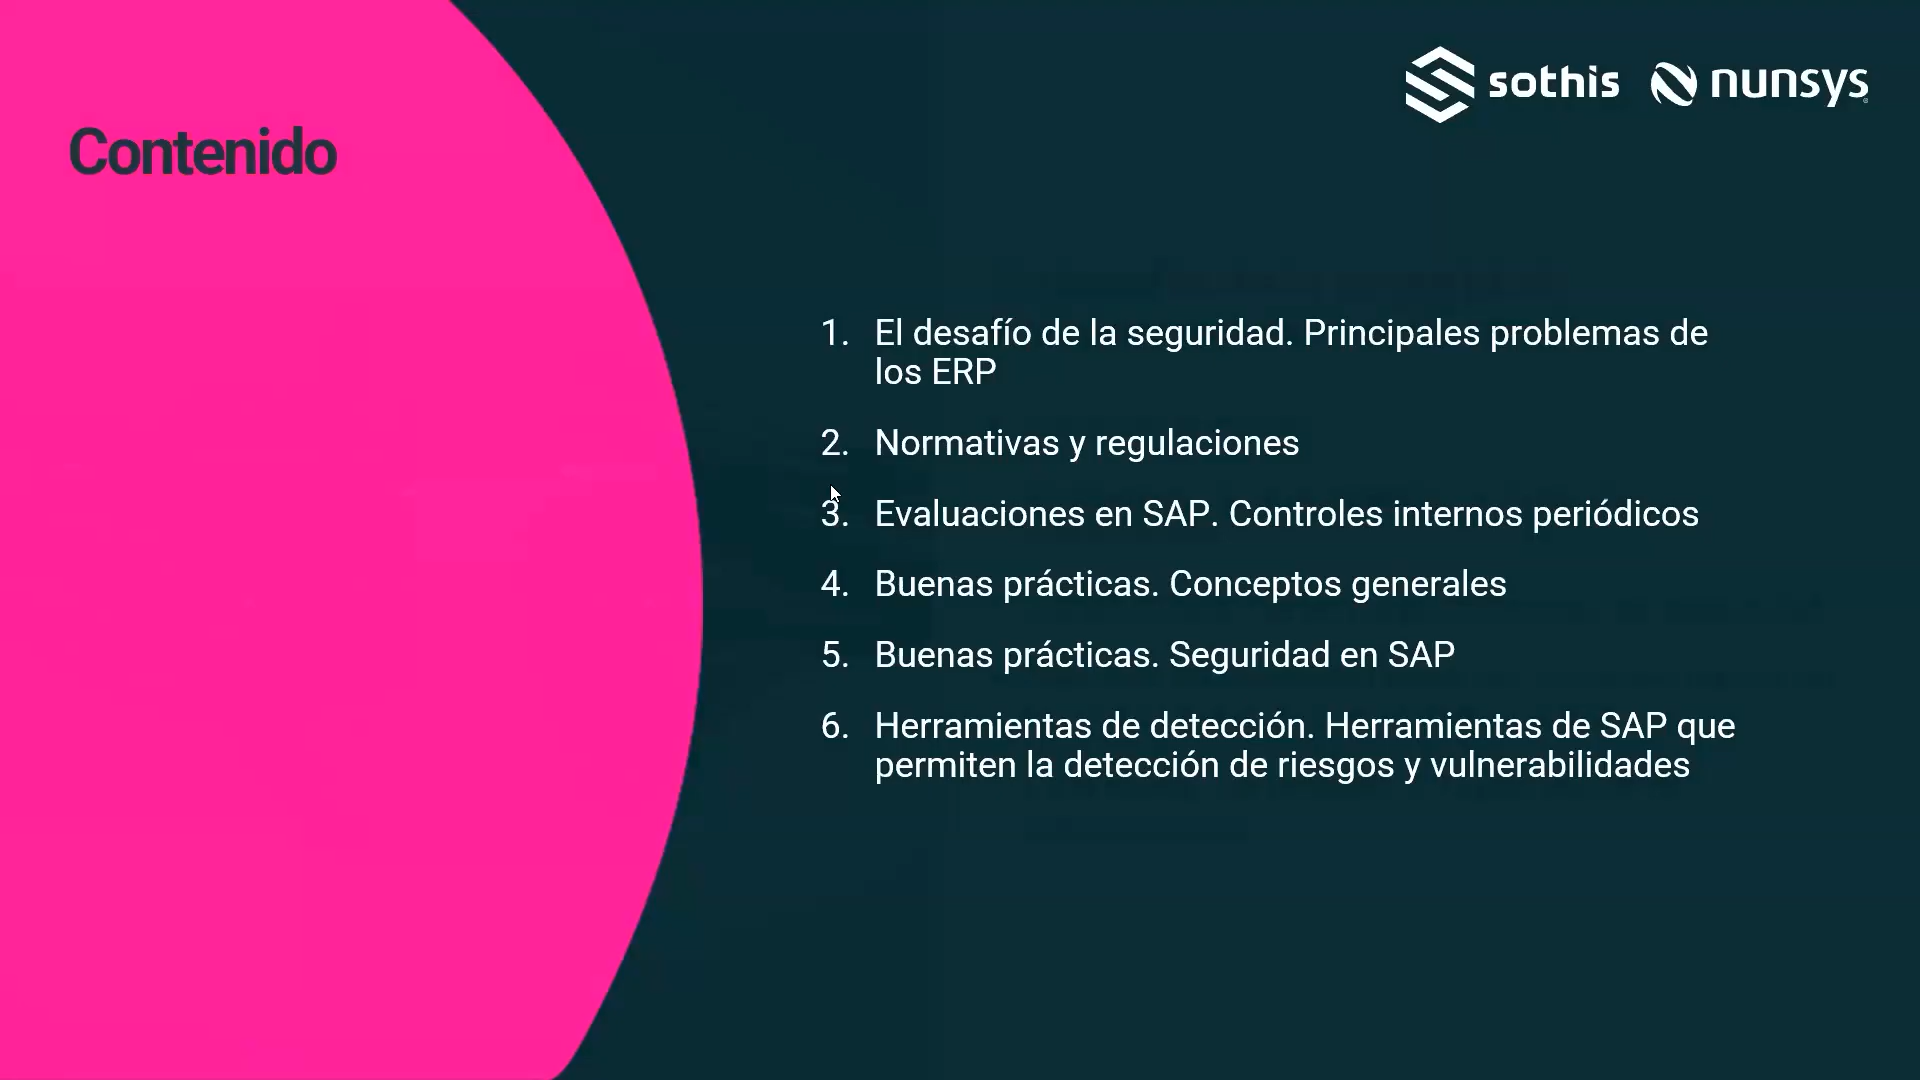 sothis nunsys
Contenido
1. El desafío de la seguridad. Principales problemas de
los ERP
2. Normativas y regulaciones
3. Evaluaciones en SAP. Controles internos periódicos
4. Buenas prácticas. Conceptos generales
5. Buenas prácticas. Seguridad en SAP
6. Herramientas de detección. Herramientas de SAP que
permiten la detección de riesgos y vulnerabilidades